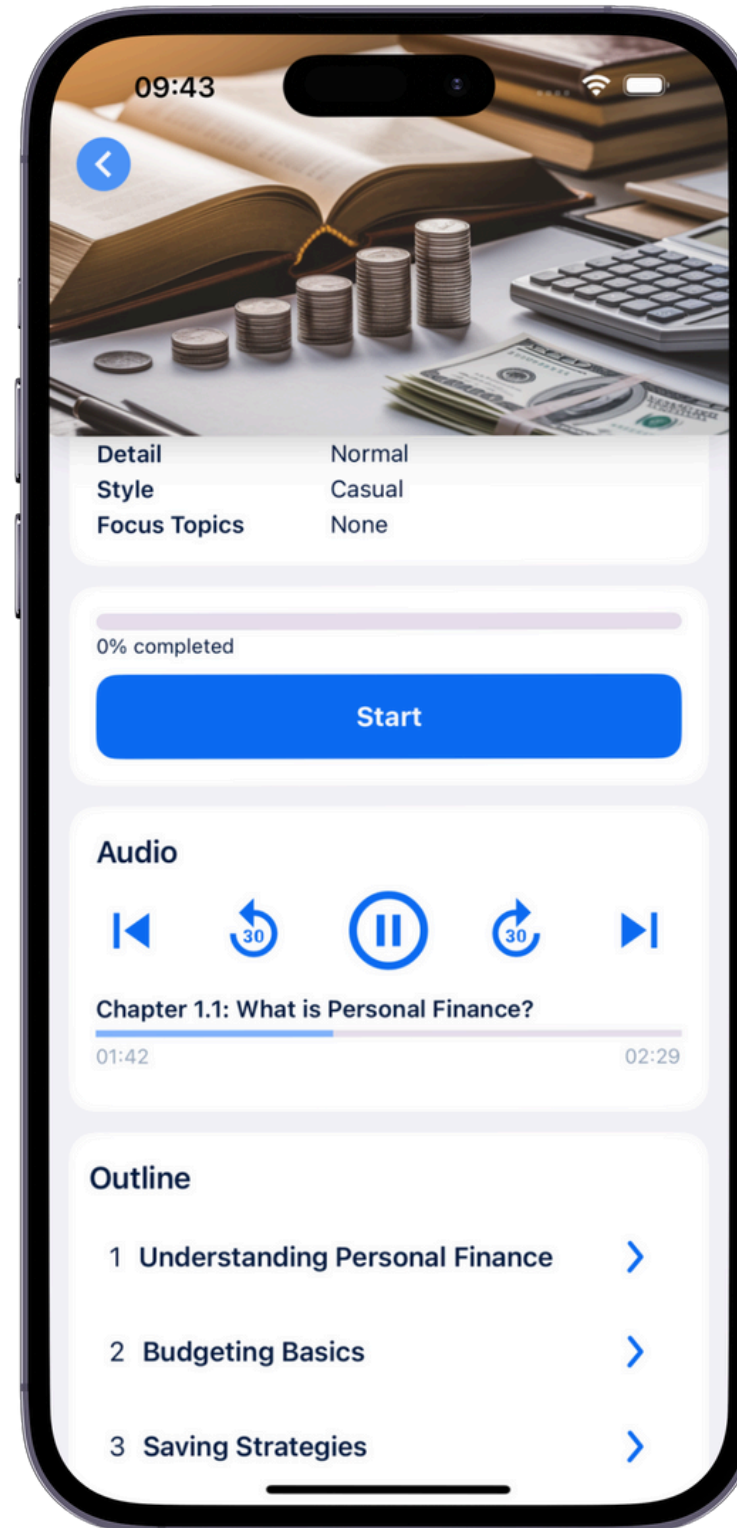 09:43
Detail Normal
Style Casual
Focus Topics None
0% completed
Start
Audio
30 30
Chapter 1.1: What is Personal Finance?
01:42 02:29
Outline
1 Understanding Personal Finance
2 Budgeting Basics
3 Saving Strategies